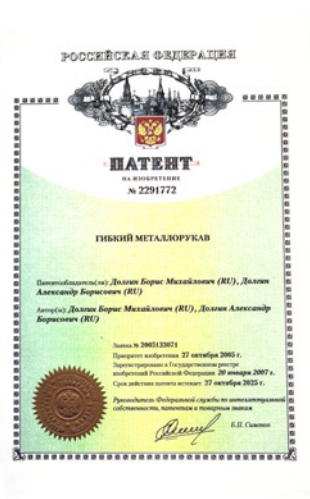 РОССИЙСКАЯ ФЕДЕРАЦИЯ
ПАТЕНТ
НА ИЗОБРЕТЕНИЕ
№ 2291772
ГИБКИЙ МЕТАЛЛОРУКАВ
Патентообладатель(ли): Долгин Борис Михайлович (RU), Долгин
Александр Борисович (RU)
Автор(ы): Долгин Борис Михайлович (RU), Долгин Александр
Борисович (RU)
Заявка № 2005133071
Приоритет изобретения 27 октября 2005 г.
Зарегистрировано в Государственном реестре
изобретений Российской Федерации 20 января 2007 г.
Срок действия патента истекает 27 октября 2025 г.
Руководитель Федеральной службы по интеллектуальной
собственности, патентам и товарным знакам
Б.П. Симонов